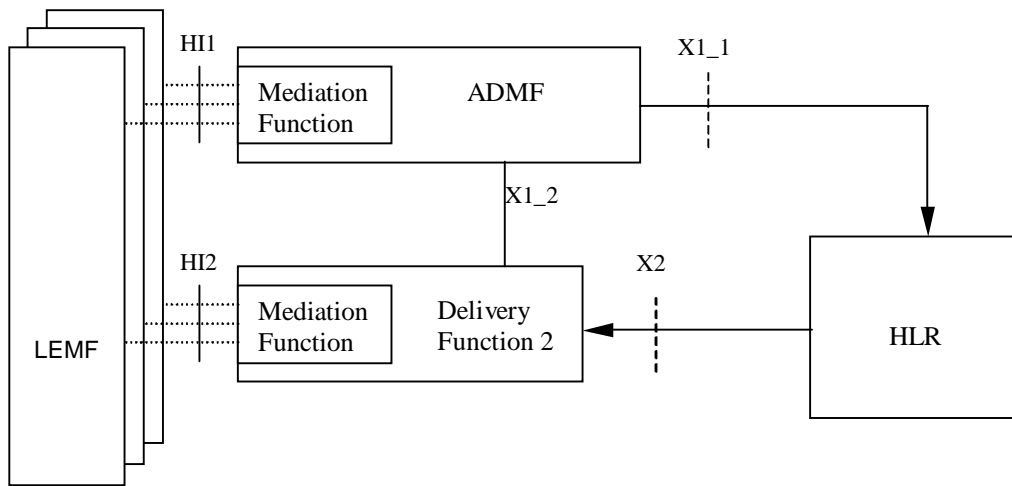 HI1
X1_1
Mediation
Function
ADMF
X1_2
HI2
X2
Mediation
Function
Delivery
Function 2
LEMF
HLR